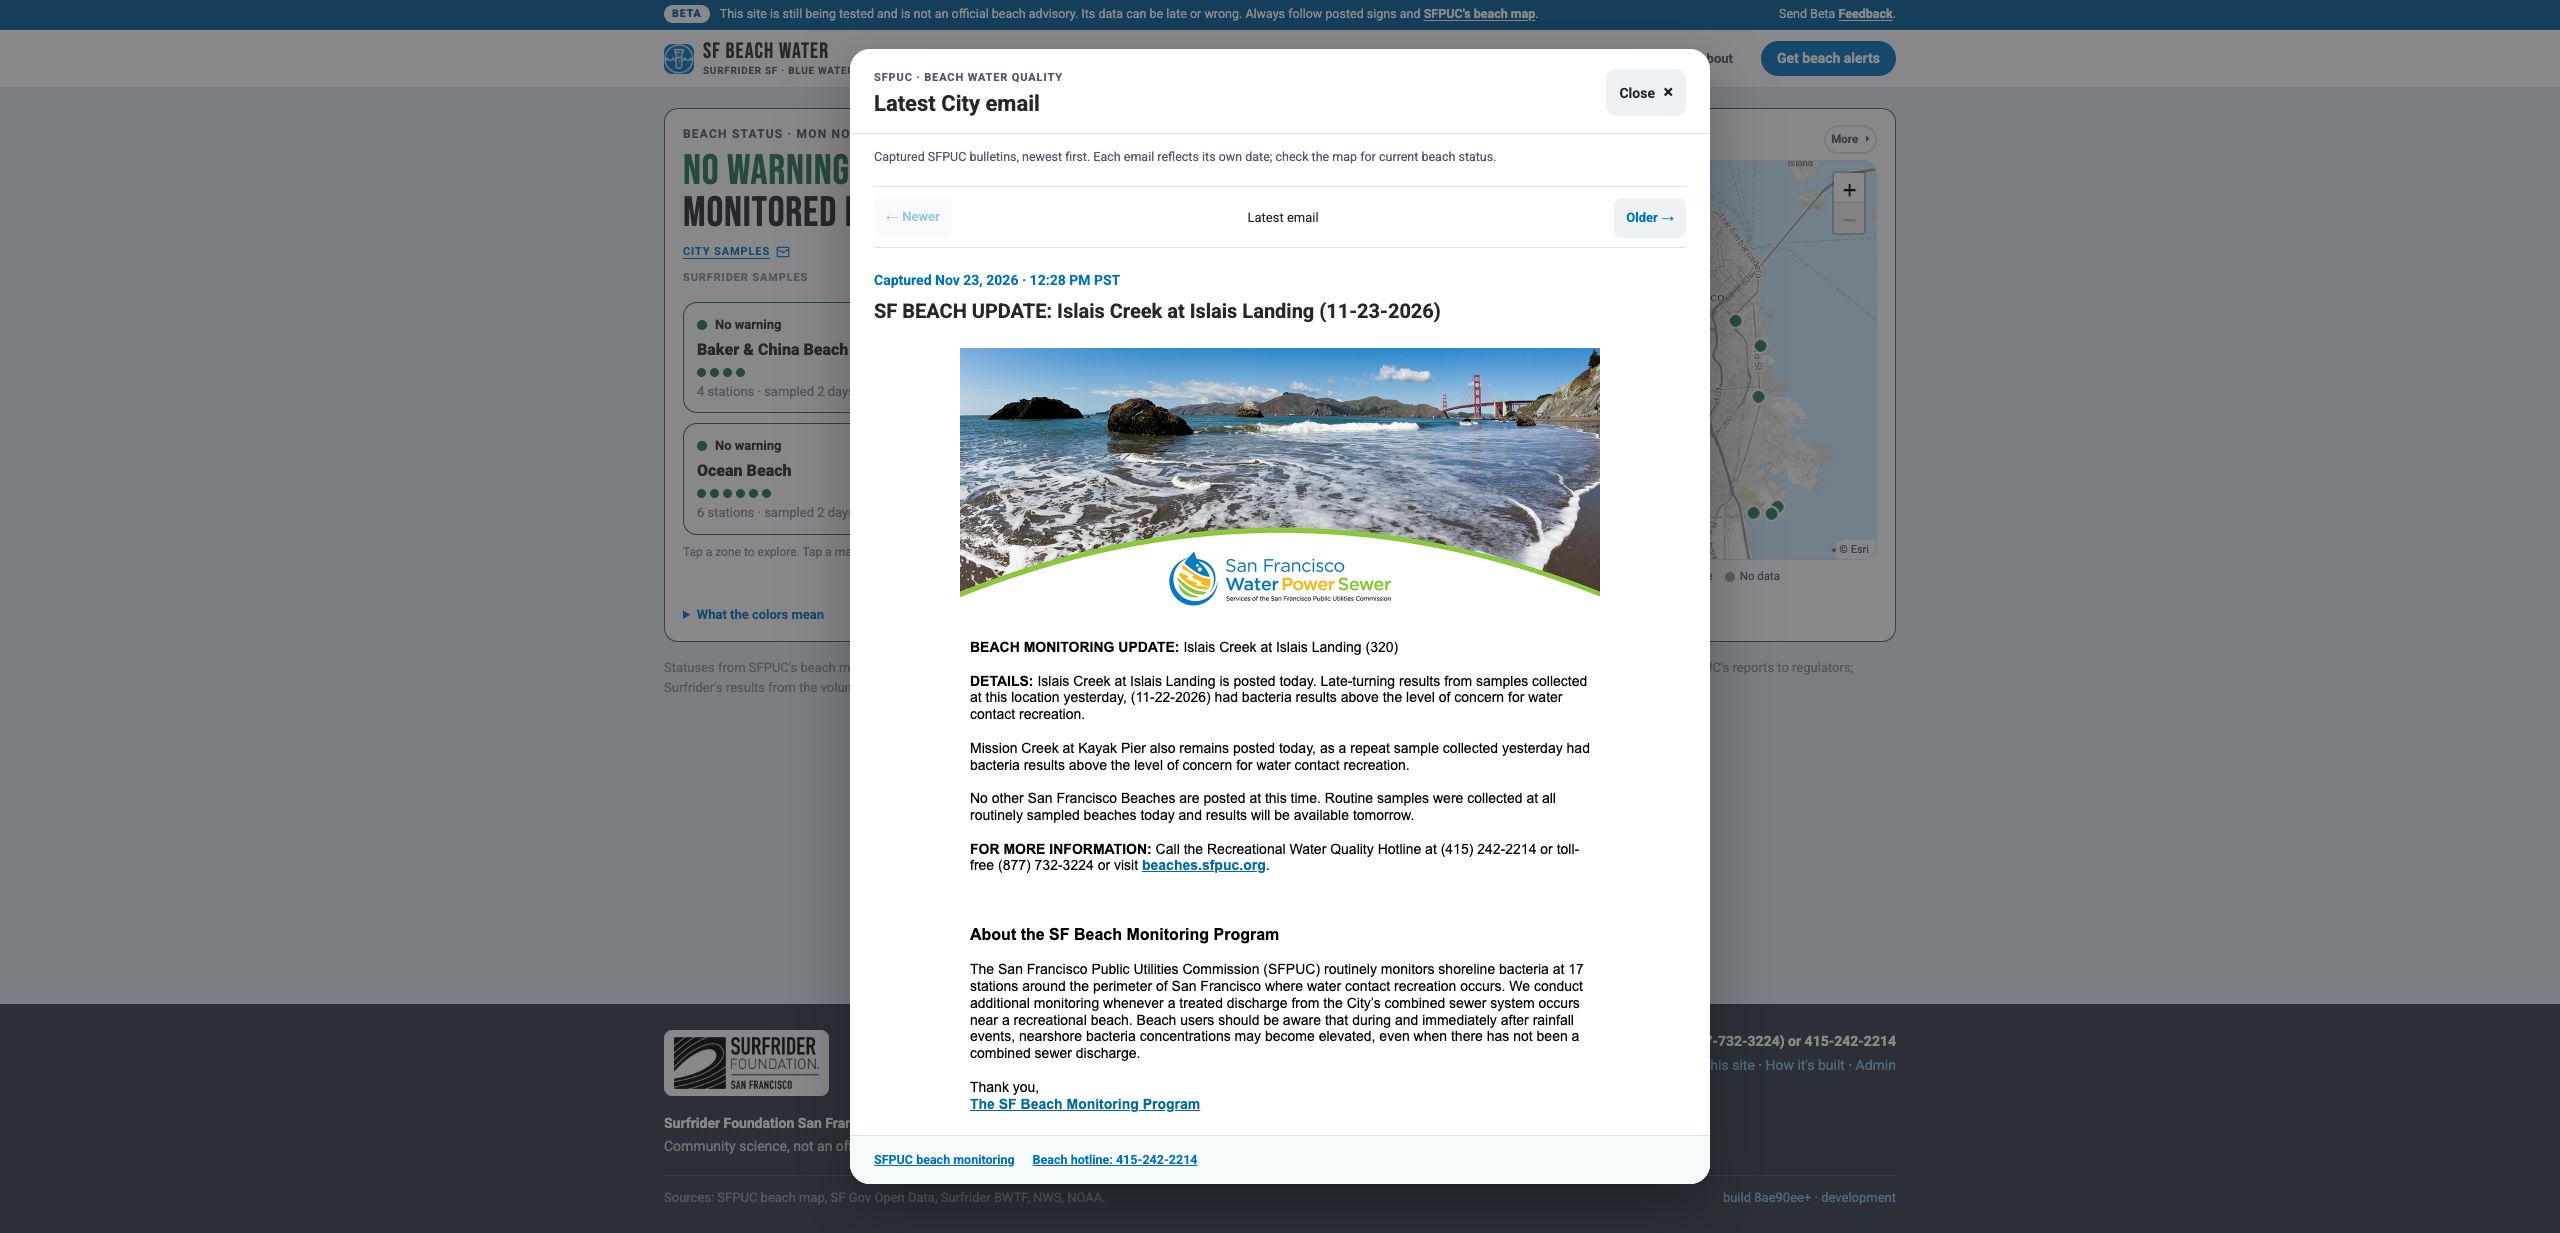 BETA This site is still being tested and is not an official beach advisory. Its data can be late or wrong. Always follow posted signs and SFPUC's beach map.
Send Beta Feedback.
SF BEACH WATER
SURFRIDER SF · BLUE WATER
Get beach alerts
BEACH STATUS · MON NO
NO WARNING
MONITORED
CITY SAMPLES
SURFRIDER SAMPLES
No warning
Baker & China Beach
4 stations · sampled 2 day
No warning
Ocean Beach
6 stations · sampled 2 day
Tap a zone to explore. Tap a ma
What the colors mean
Statuses from SFPUC's beach m
Surfrider's results from the volun
SFPUC · BEACH WATER QUALITY
Latest City email
Close ×
Captured SFPUC bulletins, newest first. Each email reflects its own date; check the map for current beach status.
← Newer
Latest email
Older →
Captured Nov 23, 2026 · 12:28 PM PST
SF BEACH UPDATE: Islais Creek at Islais Landing (11-23-2026)
San Francisco
Water Power Sewer
Services of the San Francisco Public Utilities Commission
BEACH MONITORING UPDATE: Islais Creek at Islais Landing (320)
DETAILS: Islais Creek at Islais Landing is posted today. Late-turning results from samples collected
at this location yesterday, (11-22-2026) had bacteria results above the level of concern for water
contact recreation.
Mission Creek at Kayak Pier also remains posted today, as a repeat sample collected yesterday had
bacteria results above the level of concern for water contact recreation.
No other San Francisco Beaches are posted at this time. Routine samples were collected at all
routinely sampled beaches today and results will be available tomorrow.
FOR MORE INFORMATION: Call the Recreational Water Quality Hotline at (415) 242-2214 or toll-
free (877) 732-3224 or visit beaches.sfpuc.org.
About the SF Beach Monitoring Program
The San Francisco Public Utilities Commission (SFPUC) routinely monitors shoreline bacteria at 17
stations around the perimeter of San Francisco where water contact recreation occurs. We conduct
additional monitoring whenever a treated discharge from the City's combined sewer system occurs
near a recreational beach. Beach users should be aware that during and immediately after rainfall
events, nearshore bacteria concentrations may become elevated, even when there has not been a
combined sewer discharge.
Thank you,
The SF Beach Monitoring Program
SFPUC beach monitoring
Beach hotline: 415-242-2214
bout
More
island
The Embarcadero
CO
80
3rd St
280
+
−
© Esri
No data
C's reports to regulators;
SURFRIDER
FOUNDATION.
SAN FRANCISCO
Surfrider Foundation San Fran
Community science, not an off
Sources: SFPUC beach map, SF Gov Open Data, Surfrider BWTF, NWS, NOAA.
7-732-3224) or 415-242-2214
his site · How it's built · Admin
build 8ae90ee+ · development